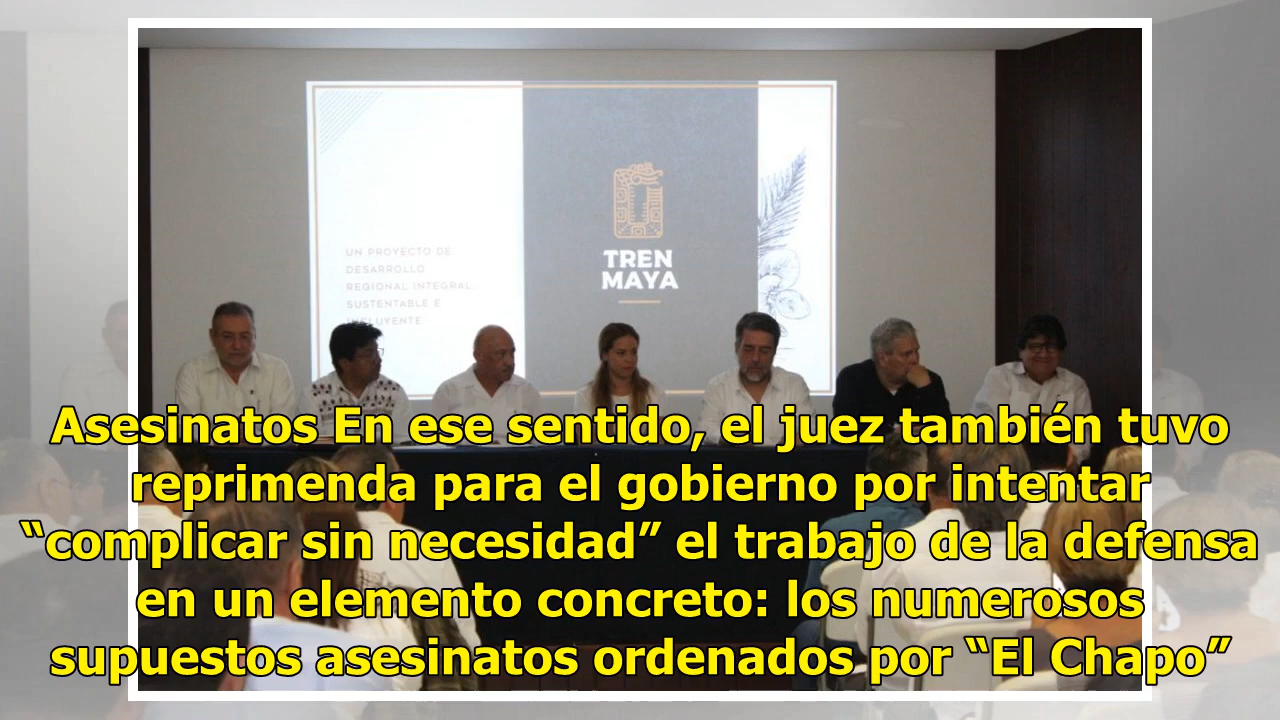 UN PROYECTO DE
DESARROLLO
REGIONAL INTEGRAL,
SUSTENTABLE E
INCLUYENTE
TREN
MAYA
Asesinatos En ese sentido, el juez también tuvo
reprimenda para el gobierno por intentar
“complicar sin necesidad” el trabajo de la defensa
en un elemento concreto: los numerosos
supuestos asesinatos ordenados por “El Chapo”